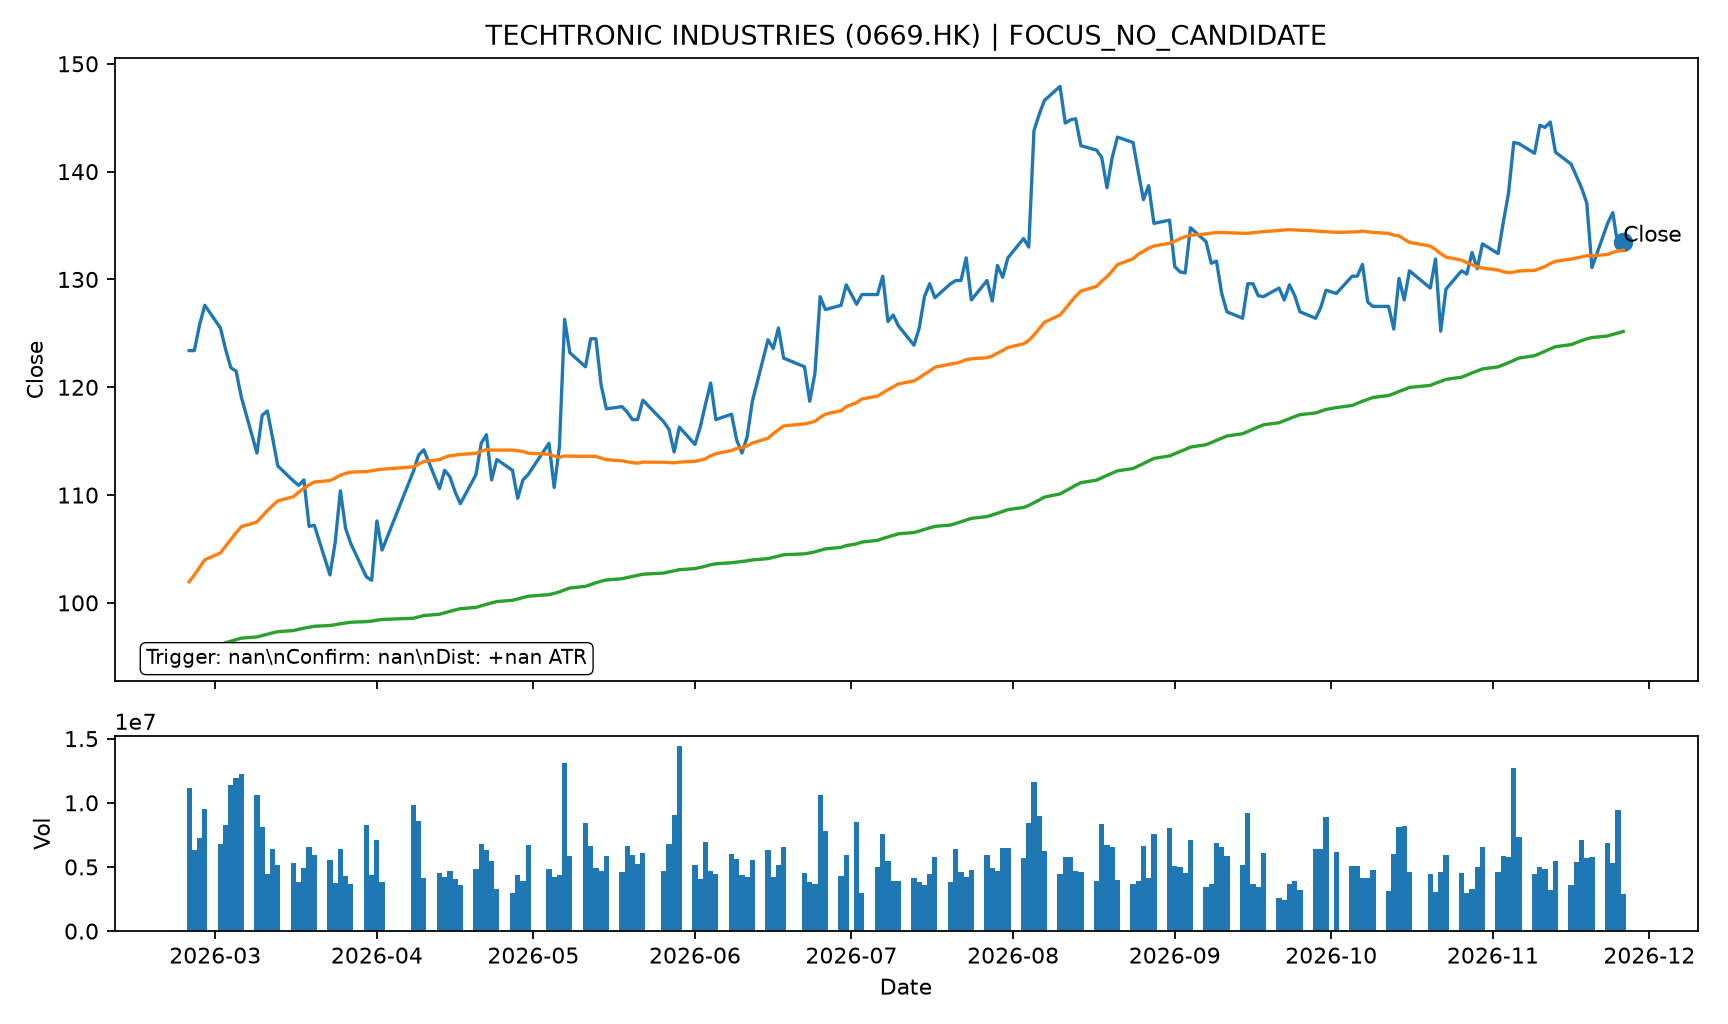 TECHTRONIC INDUSTRIES (0669.HK) | FOCUS_NO_CANDIDATE
150
140
130
120
110
100
Close
Close
Trigger: nan\nConfirm: nan\nDist: +nan ATR
1e7
1.5
1.0
0.5
0.0
Vol
2026-03
2026-04
2026-05
2026-06
2026-07
2026-08
2026-09
2026-10
2026-11
2026-12
Date